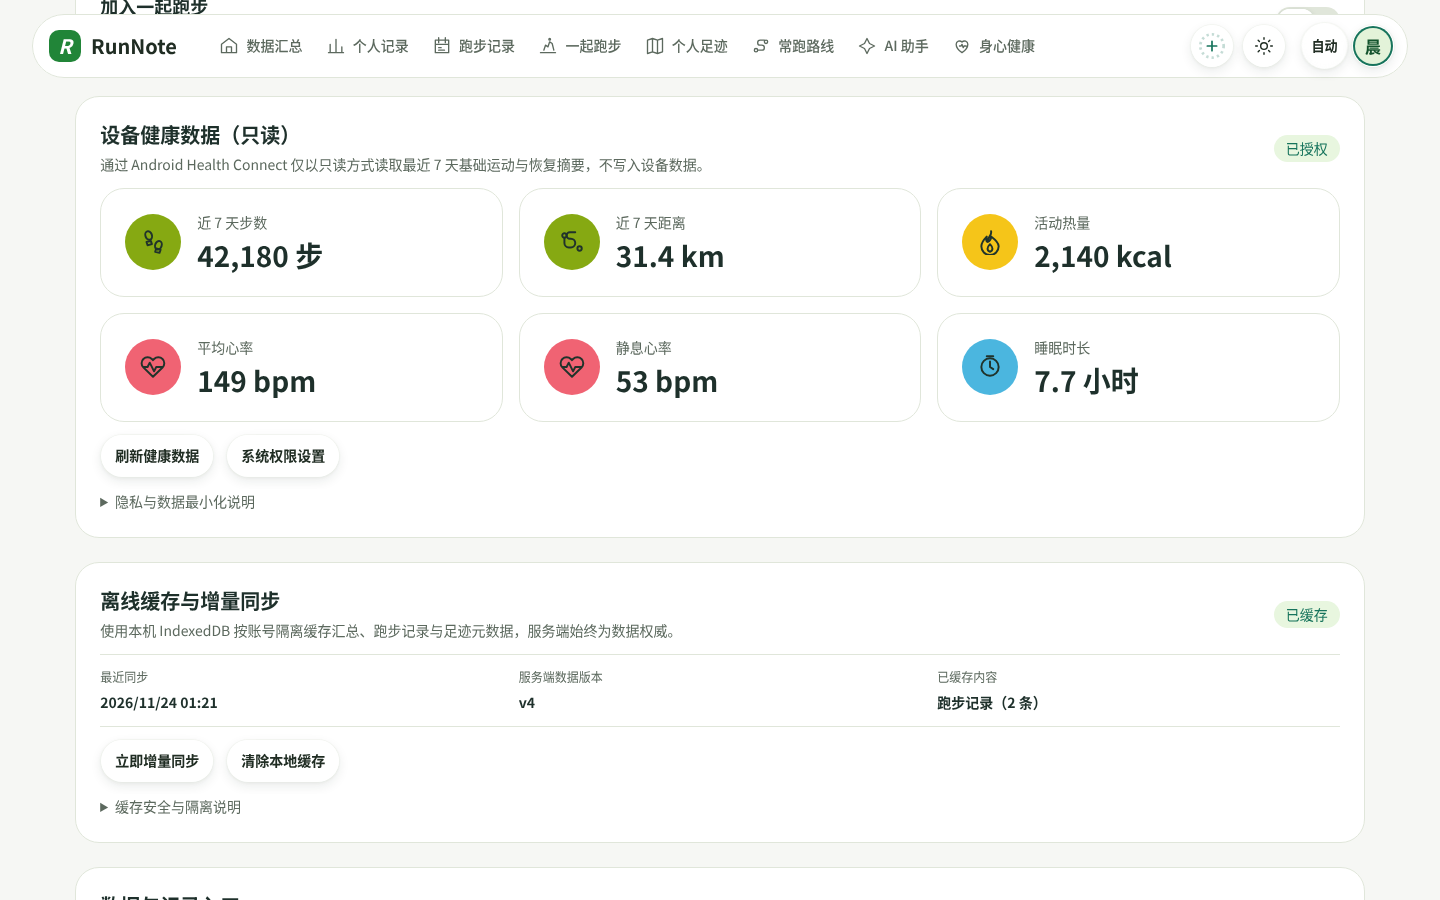 加入一起跑步
R RunNote
数据汇总
个人记录
跑步记录
一起跑步
个人足迹
常跑路线
AI 助手
身心健康
自动
晨
设备健康数据（只读）
通过 Android Health Connect 仅以只读方式读取最近 7 天基础运动与恢复摘要，不写入设备数据。
已授权
近 7 天步数
42,180 步
近 7 天距离
31.4 km
活动热量
2,140 kcal
平均心率
149 bpm
静息心率
53 bpm
睡眠时长
7.7 小时
刷新健康数据
系统权限设置
隐私与数据最小化说明
离线缓存与增量同步
使用本机 IndexedDB 按账号隔离缓存汇总、跑步记录与足迹元数据，服务端始终为数据权威。
已缓存
最近同步
2026/11/24 01:21
服务端数据版本
v4
已缓存内容
跑步记录（2 条）
立即增量同步
清除本地缓存
缓存安全与隔离说明